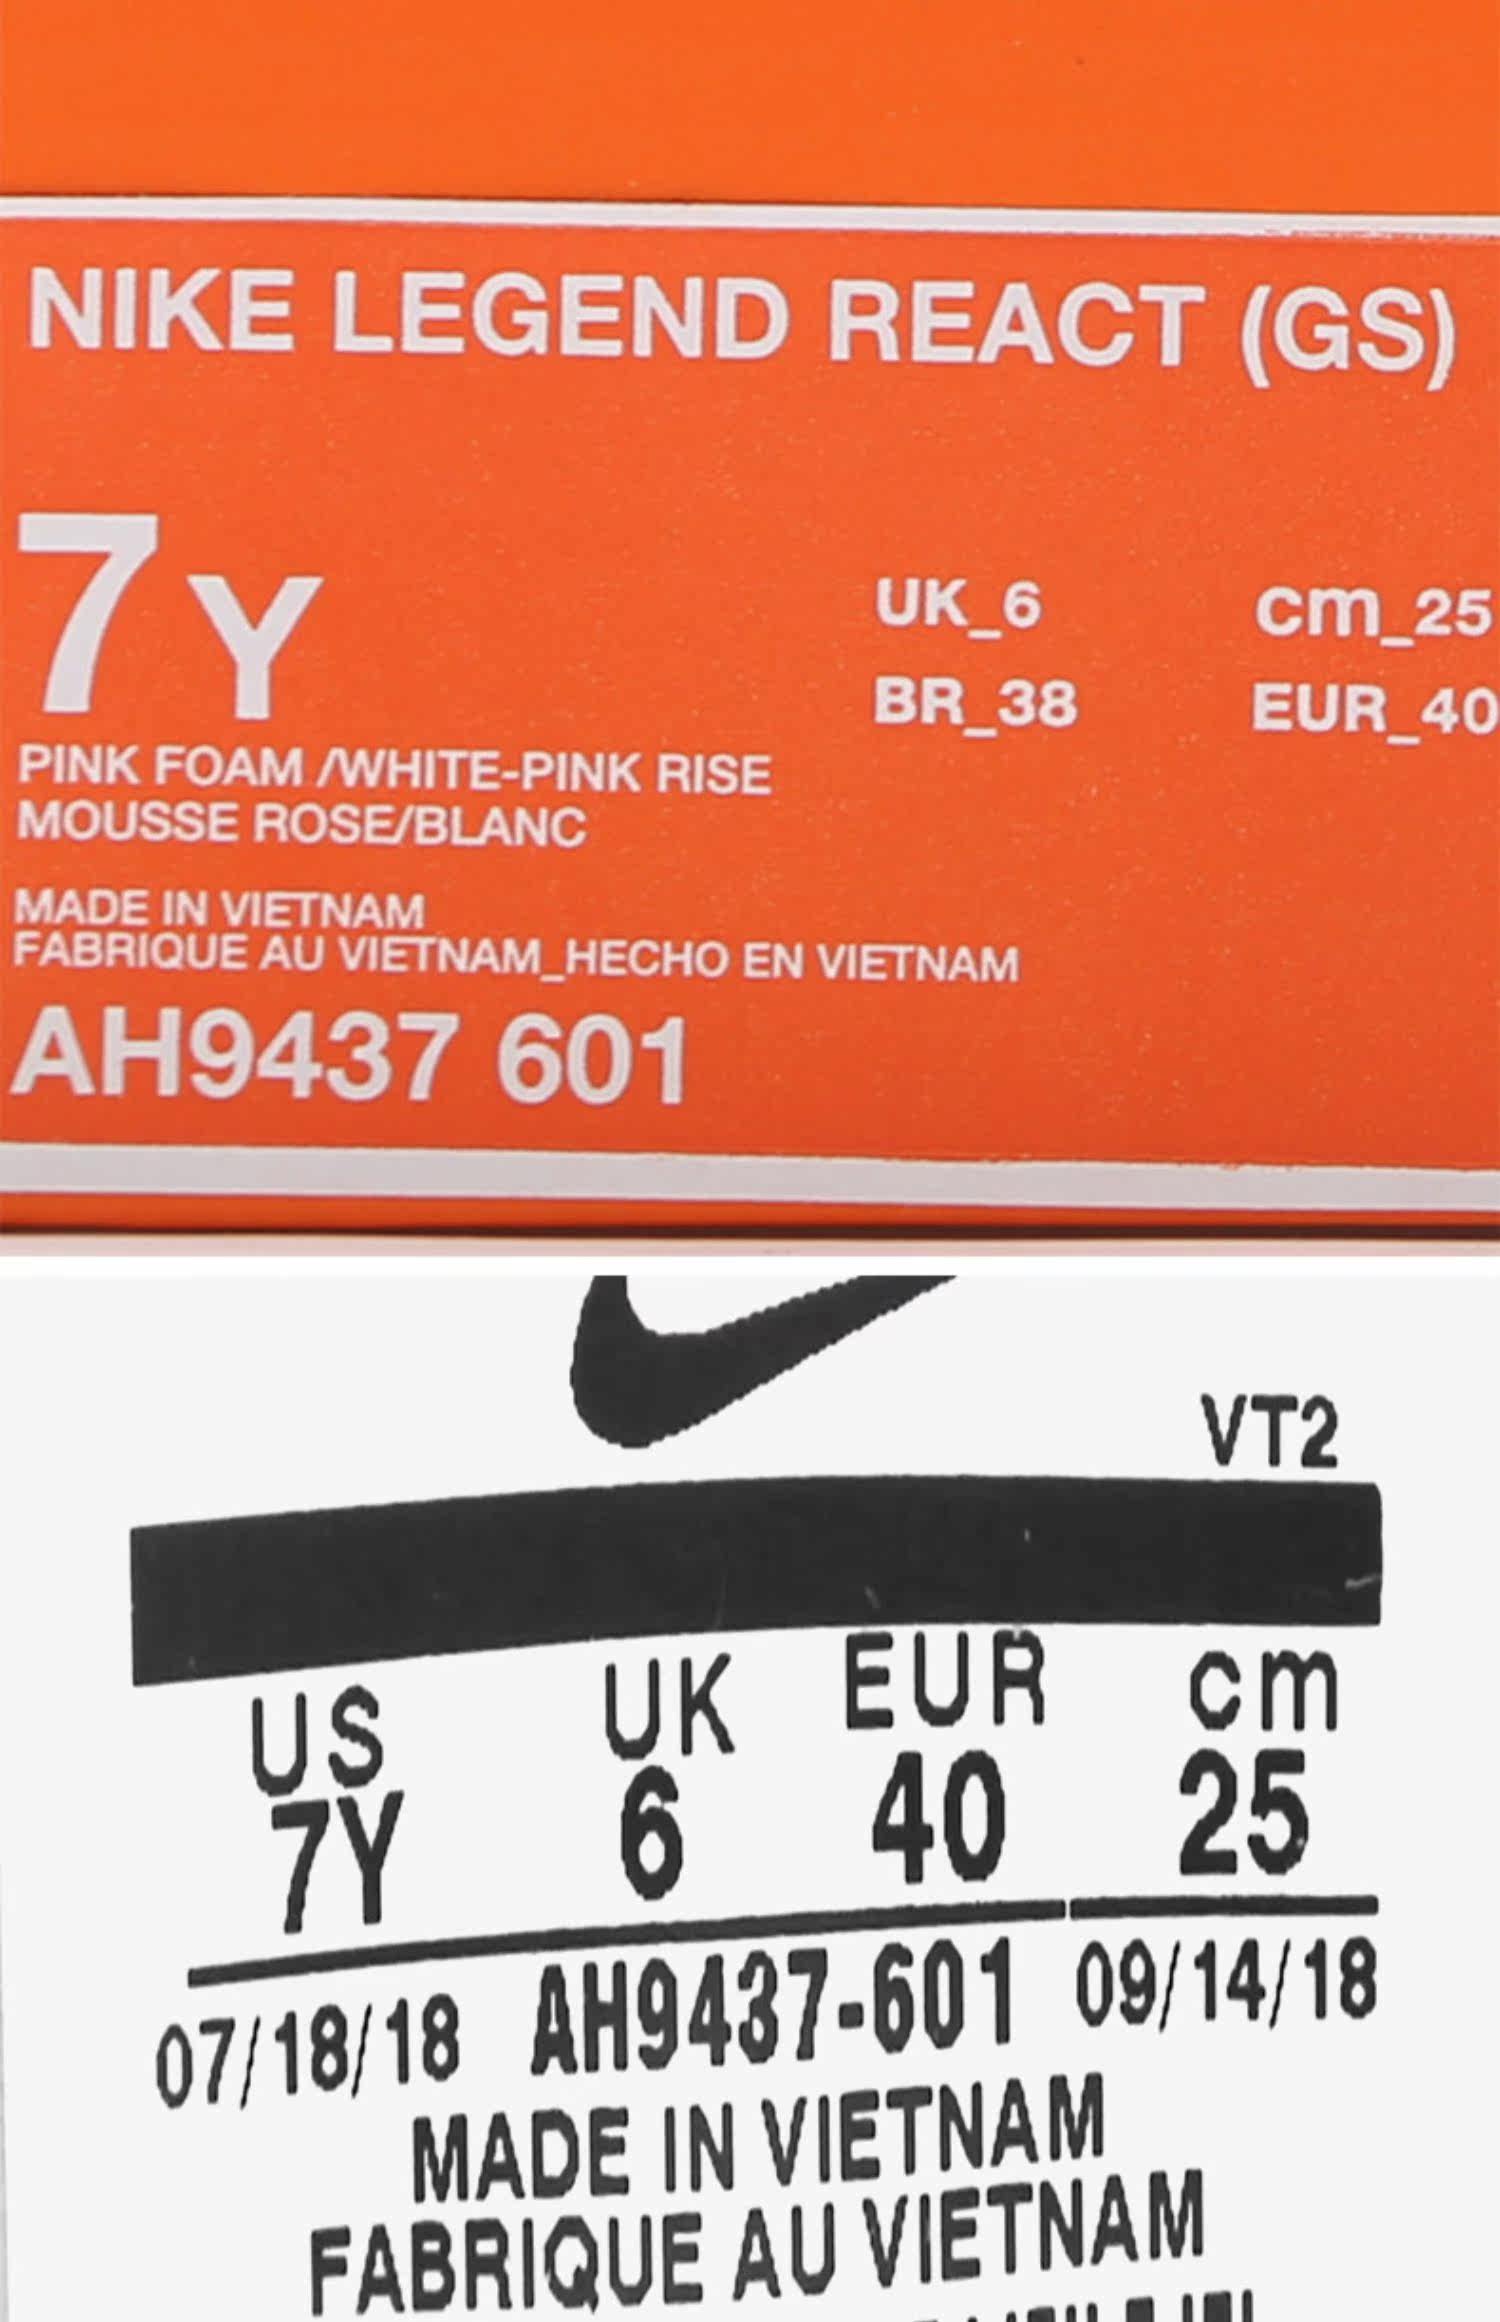 NIKE LEGEND REACT (GS)
7Y
UK_6 cm_25
BR_38 EUR_40
PINK FOAM /WHITE-PINK RISE
MOUSSE ROSE/BLANC
MADE IN VIETNAM
FABRIQUE AU VIETNAM_HECHO EN VIETNAM
AH9437 601
VT2
US UK EUR cm
7Y 6 40 25
07/18/18 AH9437-601 09/14/18
MADE IN VIETNAM
FABRIQUE AU VIETNAM